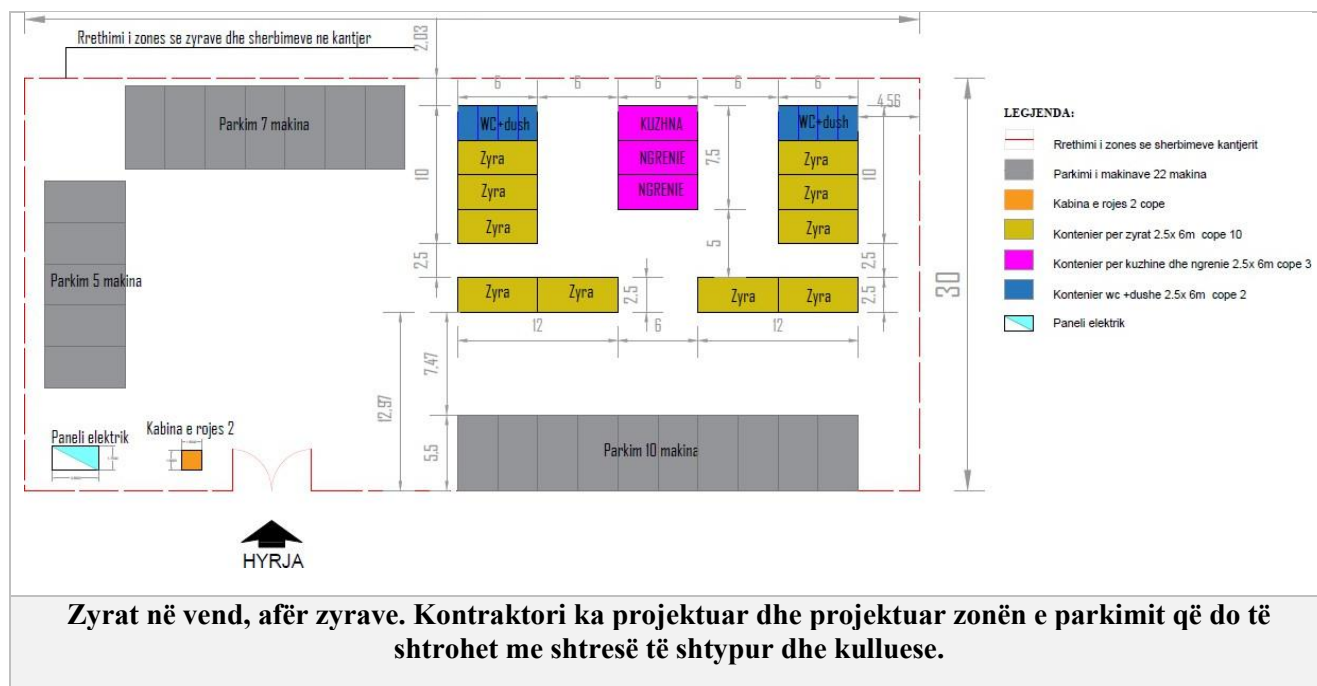 Rrethimi i zones se zyrave dhe sherbimeve ne kantjer
2.03
6 6 6 6 6
4.56
Parkim 7 makina
WC+dush
KUZHNA
WC+dush
Zyra
NGRENIE
Zyra
Zyra
NGRENIE
Zyra
Zyra
Zyra
10
7.5
10
5
2.5
2.5
30
Parkim 5 makina
Zyra Zyra
2.5
Zyra Zyra
2.5
12 6 12
7.47
12.97
5.5
Parkim 10 makina
Paneli elektrik
Kabina e rojes 2
HYRJA
LEGJENDA:
Rrethimi i zones se sherbimeve kantjerit
Parkimi i makinave 22 makina
Kabina e rojes 2 cope
Kontenier per zyrat 2.5x 6m cope 10
Kontenier per kuzhine dhe ngrenie 2.5x 6m cope 3
Kontenier wc +dushe 2.5x 6m cope 2
Paneli elektrik
Zyrat në vend, afër zyrave. Kontraktori ka projektuar dhe projektuar zonën e parkimit që do të
shtrohet me shtresë të shtypur dhe kulluese.